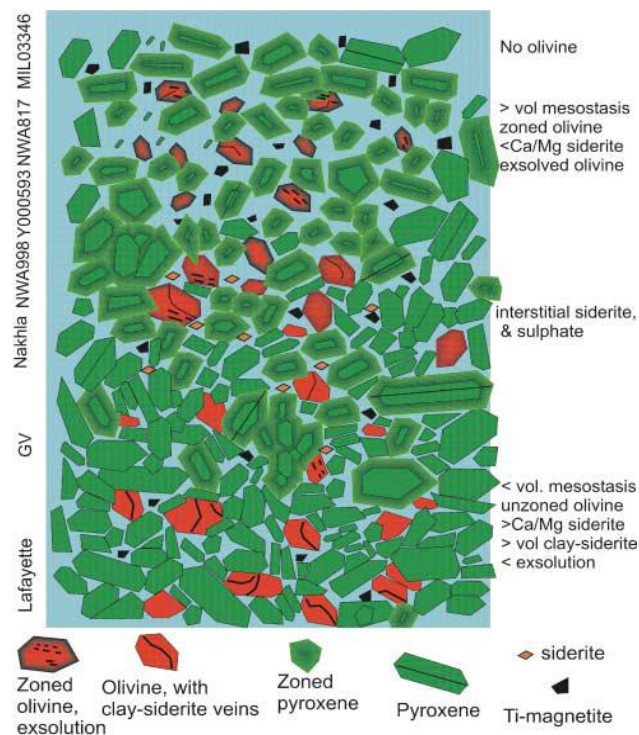 MIL03346
NWA817
Y000593
NWA998
Nakhla
GV
Lafayette
No olivine
> vol mesostasis
zoned olivine
<Ca/Mg siderite
exsolved olivine
interstitial siderite,
& sulphate
< vol. mesostasis
unzoned olivine
>Ca/Mg siderite
> vol clay-siderite
< exsolution
Zoned
olivine,
exsolution
Olivine, with
clay-siderite veins
Zoned
pyroxene
Pyroxene
siderite
Ti-magnetite